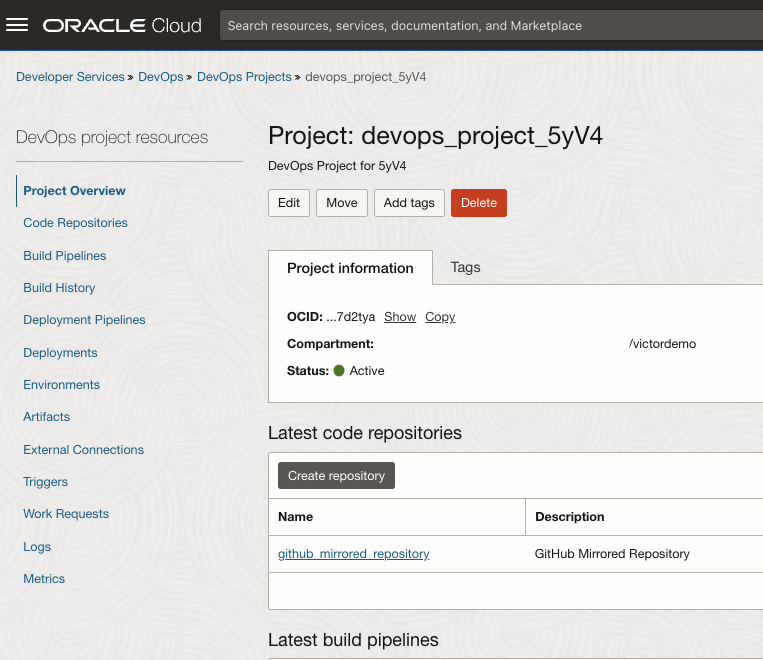 ORACLE Cloud
Search resources, services, documentation, and Marketplace
Developer Services » DevOps » DevOps Projects » devops_project_5yV4
DevOps project resources
Project Overview
Code Repositories
Build Pipelines
Build History
Deployment Pipelines
Deployments
Environments
Artifacts
External Connections
Triggers
Work Requests
Logs
Metrics
Project: devops_project_5yV4
DevOps Project for 5yV4
Edit Move Add tags Delete
Project information Tags
OCID: ...7d2tya Show Copy
Compartment: /victordemo
Status: Active
Latest code repositories
Create repository
Name Description
github_mirrored_repository GitHub Mirrored Repository
Latest build pipelines